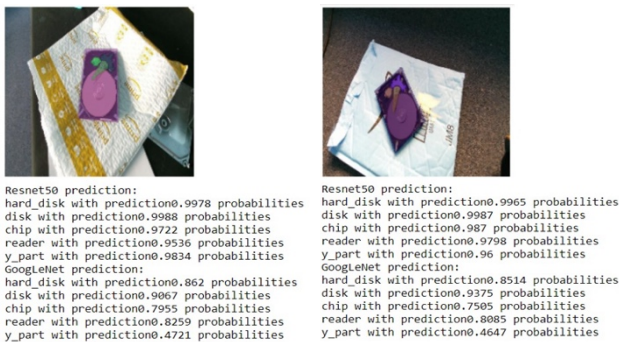 Resnet50 prediction:
hard_disk with prediction0.9978 probabilities
disk with prediction0.9988 probabilities
chip with prediction0.9722 probabilities
reader with prediction0.9536 probabilities
y_part with prediction0.9834 probabilities
GoogLeNet prediction:
hard_disk with prediction0.862 probabilities
disk with prediction0.9067 probabilities
chip with prediction0.7955 probabilities
reader with prediction0.8259 probabilities
y_part with prediction0.4721 probabilities
Resnet50 prediction:
hard_disk with prediction0.9965 probabilities
disk with prediction0.9987 probabilities
chip with prediction0.987 probabilities
reader with prediction0.9798 probabilities
y_part with prediction0.96 probabilities
GoogLeNet prediction:
hard_disk with prediction0.8514 probabilities
disk with prediction0.9375 probabilities
chip with prediction0.7505 probabilities
reader with prediction0.8085 probabilities
y_part with prediction0.4647 probabilities